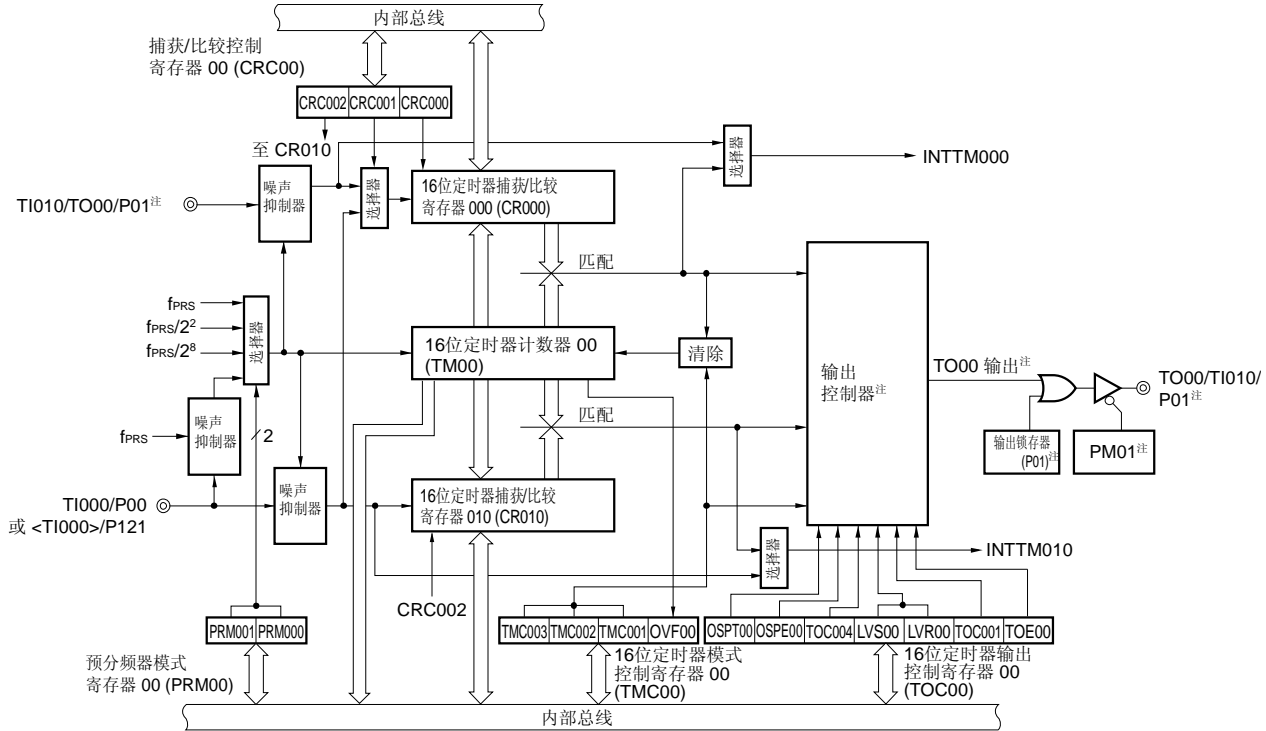 内部总线
捕获/比较控制
寄存器 00 (CRC00)
CRC002 CRC001 CRC000
至 CR010
噪声
抑制器
选择器
16位定时器捕获/比较
寄存器 000 (CR000)
选择器
INTTM000
TI010/TO00/P01注
匹配
fPRS
fPRS/2²
fPRS/2⁸
选择器
16位定时器计数器 00
(TM00)
清除
输出
控制器注
TO00 输出注
TO00/TI010/
P01注
fPRS
噪声
抑制器
2
匹配
输出锁存器
(P01)注
PM01注
TI000/P00
或 <TI000>/P121
噪声
抑制器
16位定时器捕获/比较
寄存器 010 (CR010)
选择器
INTTM010
CRC002
PRM001 PRM000
TMC003 TMC002 TMC001 OVF00
OSPT00 OSPE00 TOC004 LVS00 LVR00 TOC001 TOE00
预分频器模式
寄存器 00 (PRM00)
16位定时器模式
控制寄存器 00
(TMC00)
16位定时器输出
控制寄存器 00
(TOC00)
内部总线